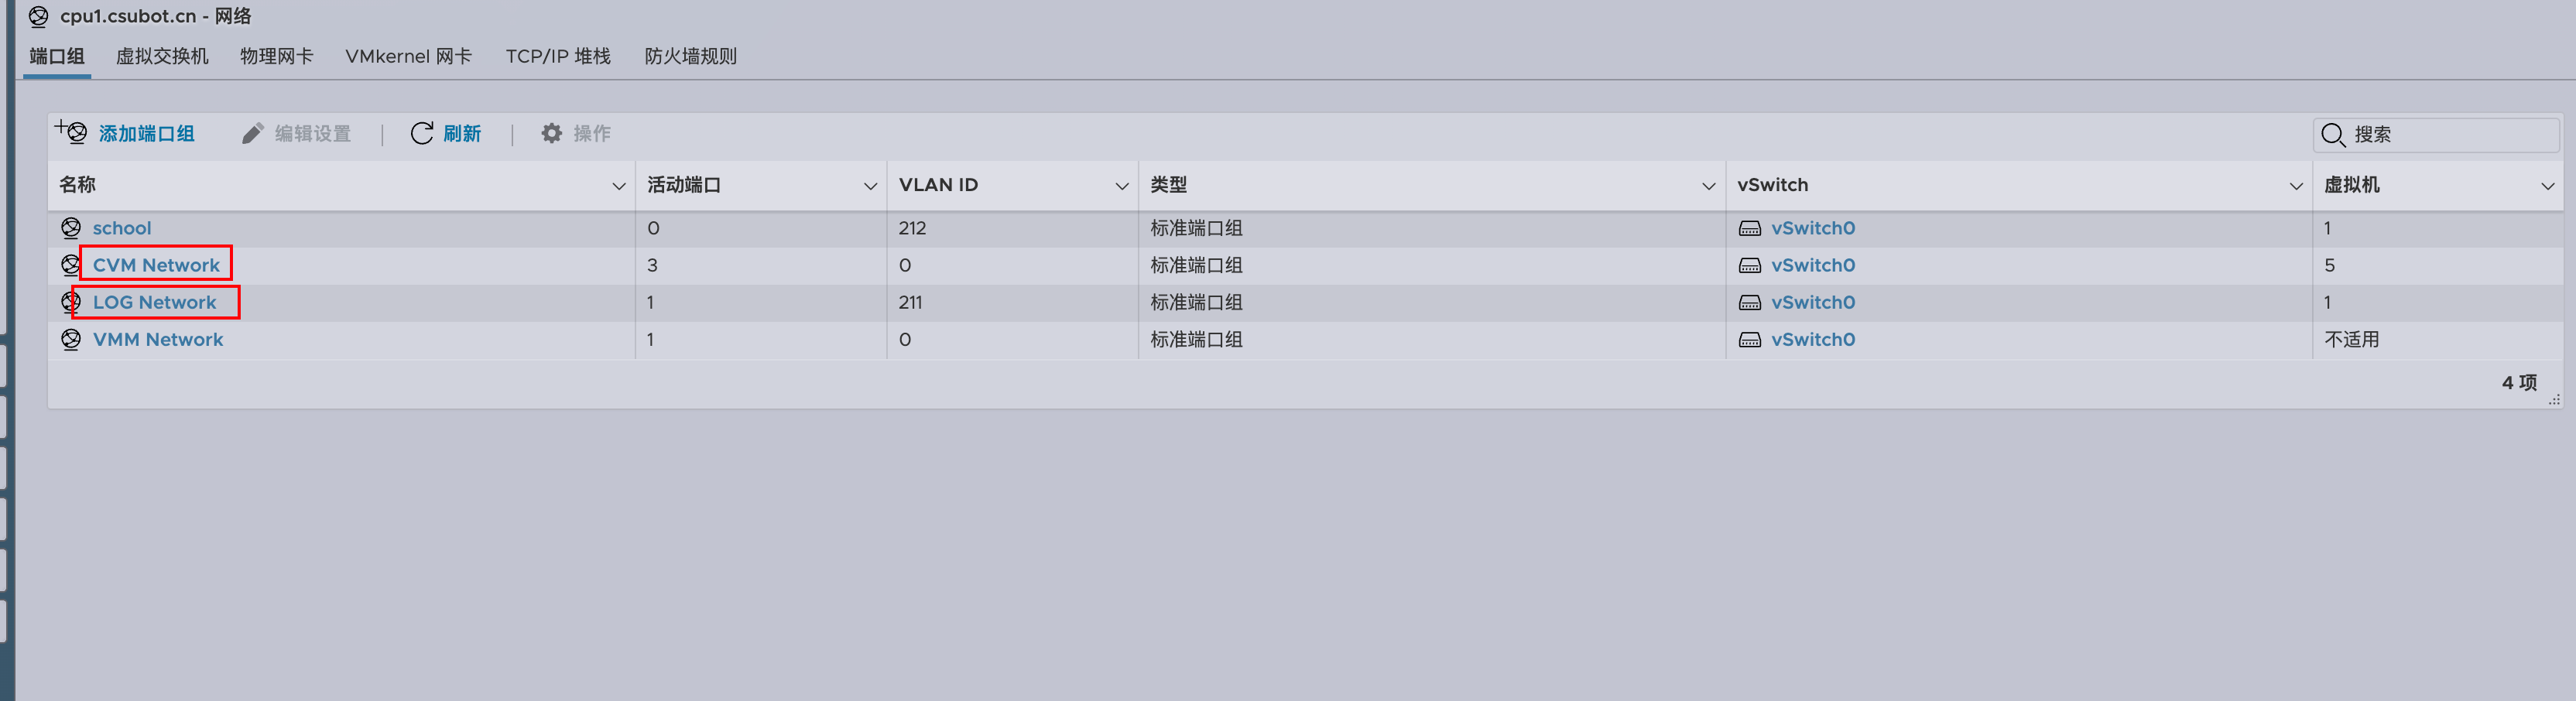 cpu1.csubot.cn - 网络
端口组 虚拟交换机 物理网卡 VMkernel 网卡 TCP/IP 堆栈 防火墙规则
添加端口组 编辑设置 | 刷新 | 操作 搜索
名称 活动端口 VLAN ID 类型 vSwitch 虚拟机
school 0 212 标准端口组 vSwitch0 1
CVM Network 3 0 标准端口组 vSwitch0 5
LOG Network 1 211 标准端口组 vSwitch0 1
VMM Network 1 0 标准端口组 vSwitch0 不适用
4 项